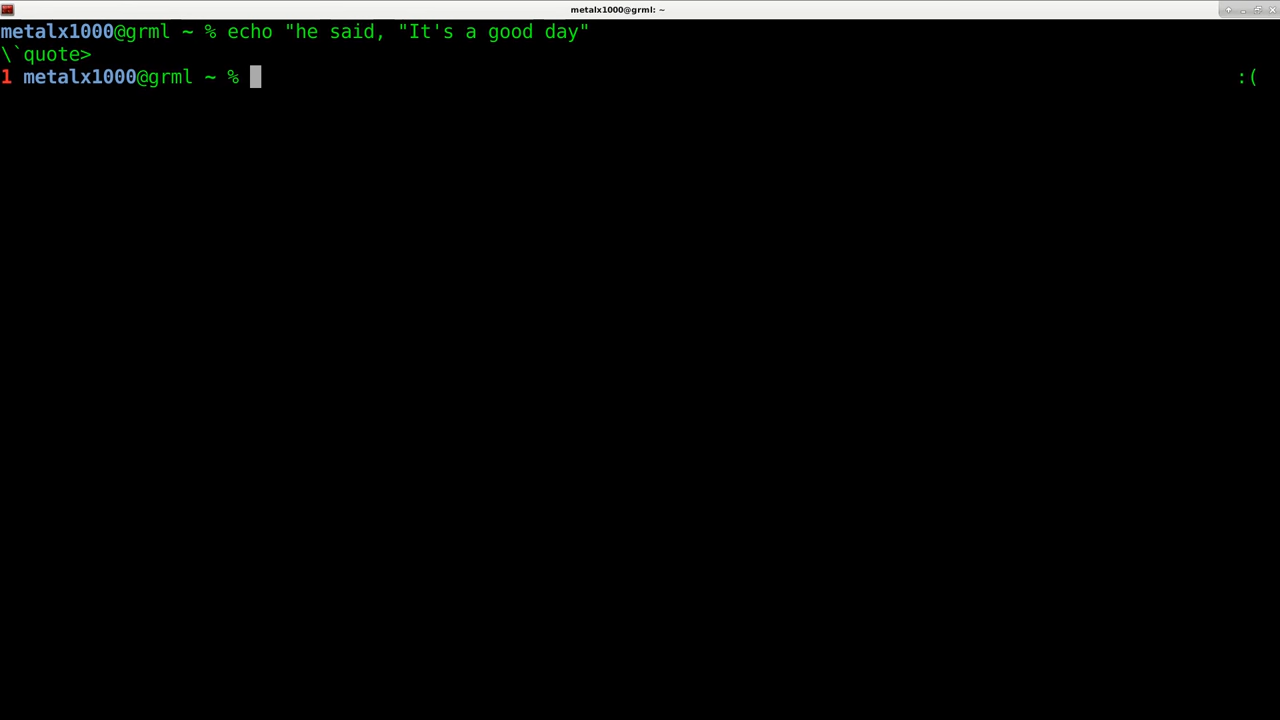 metalx1000@grml: ~
metalx1000@grml ~ % echo "he said, "It's a good day"
\`quote>
1 metalx1000@grml ~ % :(